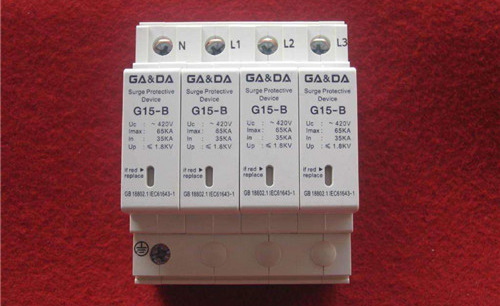 N L1 L2 L3
GA&DA GA&DA GA&DA GA&DA
Surge Protective Surge Protective Surge Protective Surge Protective
Device Device Device Device
G15-B G15-B G15-B G15-B
Uc : ~ 420V Uc : ~ 420V Uc : ~ 420V Uc : ~ 420V
Imax : 65KA Imax : 65KA Imax : 65KA Imax : 65KA
In : 35KA In : 35KA In : 35KA In : 35KA
Up : ≤ 1.8KV Up : ≤ 1.8KV Up : ≤ 1.8KV Up : ≤ 1.8KV
if red ▶ if red ▶ if red ▶ if red ▶
replace replace replace replace
GB 18802.1 IEC61643-1 GB 18802.1 IEC61643-1 GB 18802.1 IEC61643-1 GB 18802.1 IEC61643-1